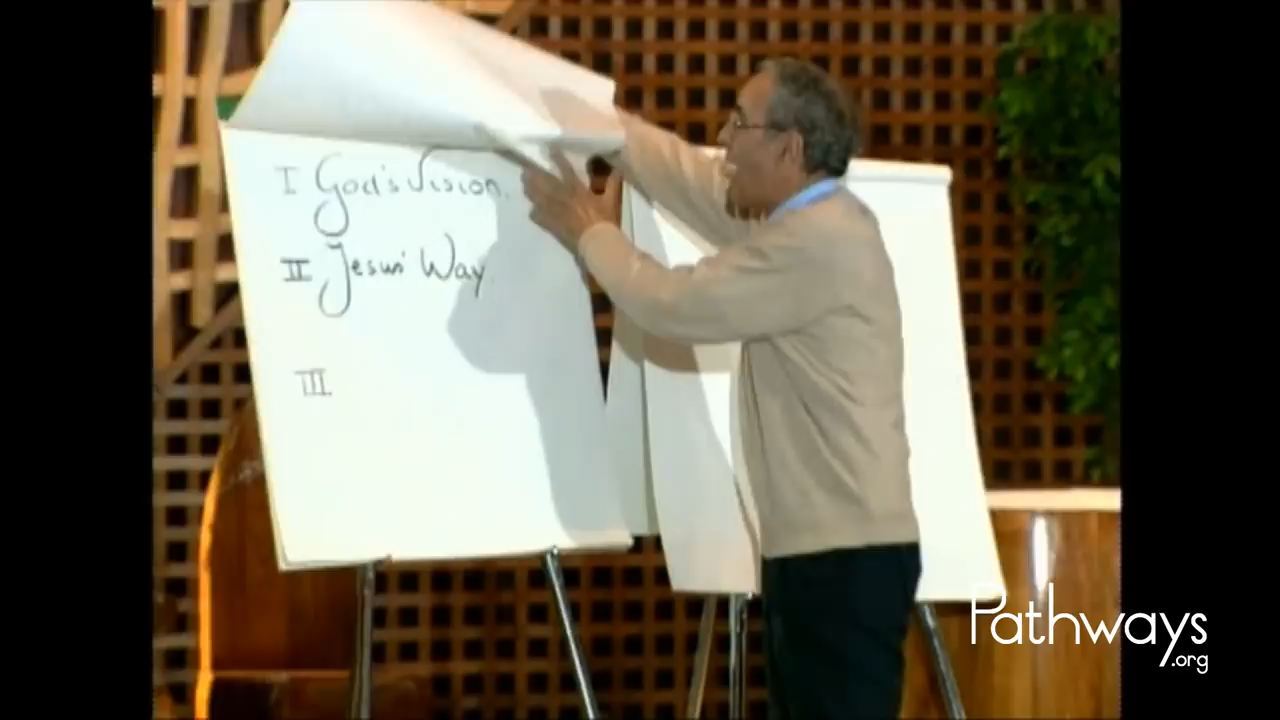 I God's Vision.
II Jesus' Way.
III.
Pathways
.org